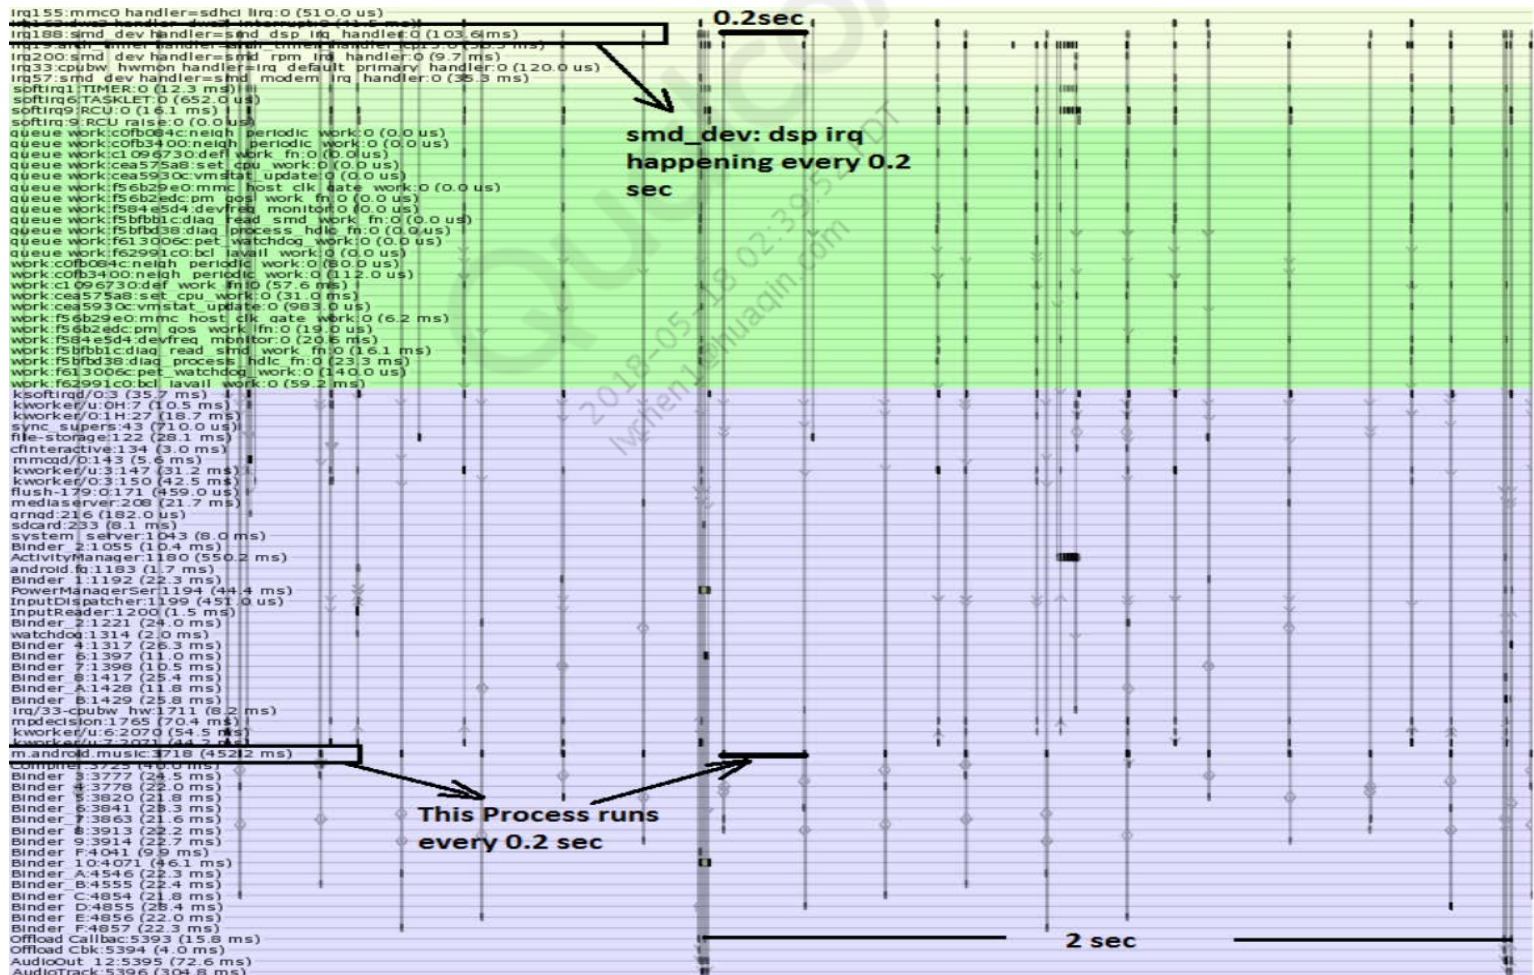 irq155:mmc0 handler=sdhci irq:0 (510.0 us)
0.2sec
irq188:smd_dev handler=smd_dsp_irq_handler:0 (103.6 ms)
irq200:smd_dev handler=smd_rpm_irq_handler:0 (9.7 ms)
irq33:cpubw_hwmon handler=irq_default_primary_handler:0 (120.0 us)
irq57:smd_dev handler=smd_modem_irq_handler:0 (35.3 ms)
softirq1:TIMER:0 (12.3 ms)
softirq6:TASKLET:0 (652.0 us)
softirq9:RCU:0 (16.1 ms)
softirq:9:RCU raise:0 (0.0 us)
smd_dev: dsp irq
happening every 0.2
sec
queue work:c0fb084c:neigh_periodic_work:0 (0.0 us)
queue work:c0fb3400:neigh_periodic_work:0 (0.0 us)
queue work:c1096730:def_work_fn:0 (0.0 us)
queue work:cea575a8:set_cpu_work:0 (0.0 us)
queue work:cea5930c:vmstat_update:0 (0.0 us)
queue work:f56b29e0:mmc_host_clk_gate_work:0 (0.0 us)
queue work:f56b2edc:pm_qos_work_fn:0 (0.0 us)
queue work:f584e5d4:devfreq_monitor:0 (0.0 us)
queue work:f5bfbb1c:diag_read_smd_work_fn:0 (0.0 us)
queue work:f5bfbd38:diag_process_hdlc_fn:0 (0.0 us)
queue work:f613006c:pet_watchdog_work:0 (0.0 us)
queue work:f62991c0:bcl_iavail_work:0 (0.0 us)
work:c0fb084c:neigh_periodic_work:0 (80.0 us)
work:c0fb3400:neigh_periodic_work:0 (112.0 us)
work:c1096730:def_work_fn:0 (57.6 ms)
work:cea575a8:set_cpu_work:0 (31.0 ms)
work:cea5930c:vmstat_update:0 (983.0 us)
work:f56b29e0:mmc_host_clk_gate_work:0 (6.2 ms)
work:f56b2edc:pm_qos_work_fn:0 (19.0 us)
work:f584e5d4:devfreq_monitor:0 (20.6 ms)
work:f5bfbb1c:diag_read_smd_work_fn:0 (16.1 ms)
work:f5bfbd38:diag_process_hdlc_fn:0 (23.3 ms)
work:f613006c:pet_watchdog_work:0 (140.0 us)
work:f62991c0:bcl_iavail_work:0 (59.2 ms)
2018-05-18 02:39:52 PDT
lvchen1@huaqin.com
ksoftirqd/0:3 (35.7 ms)
kworker/u:0H:7 (10.5 ms)
kworker/0:1H:27 (18.7 ms)
sync_supers:43 (710.0 us)
file-storage:122 (28.1 ms)
cfinteractive:134 (3.0 ms)
mmcqd/0:143 (5.6 ms)
kworker/u:3:147 (31.2 ms)
kworker/0:3:150 (42.5 ms)
flush-179:0:171 (459.0 us)
mediaserver:208 (21.7 ms)
qrngd:216 (182.0 us)
sdcard:233 (8.1 ms)
system_server:1043 (8.0 ms)
Binder_2:1055 (10.4 ms)
ActivityManager:1180 (550.2 ms)
android.fg:1183 (1.7 ms)
Binder_1:1192 (22.3 ms)
PowerManagerSer:1194 (44.4 ms)
InputDispatcher:1199 (451.0 us)
InputReader:1200 (1.5 ms)
Binder_2:1221 (24.0 ms)
watchdog:1314 (2.0 ms)
Binder_4:1317 (26.3 ms)
Binder_6:1397 (11.0 ms)
Binder_7:1398 (10.5 ms)
Binder_8:1417 (25.4 ms)
Binder_A:1428 (11.8 ms)
Binder_B:1429 (25.8 ms)
irq/33-cpubw_hw:1711 (8.2 ms)
mpdecision:1765 (70.4 ms)
kworker/u:6:2070 (54.5 ms)
m.android.music:3718 (452.2 ms)
Binder_3:3777 (24.5 ms)
Binder_4:3778 (22.0 ms)
Binder_5:3820 (21.8 ms)
Binder_6:3841 (28.3 ms)
Binder_7:3863 (21.6 ms)
Binder_8:3913 (22.2 ms)
Binder_9:3914 (22.7 ms)
This Process runs
every 0.2 sec
Binder_F:4041 (9.9 ms)
Binder_10:4071 (46.1 ms)
Binder_A:4546 (22.3 ms)
Binder_B:4555 (22.4 ms)
Binder_C:4854 (21.8 ms)
Binder_D:4855 (28.4 ms)
Binder_E:4856 (22.0 ms)
Binder_F:4857 (22.3 ms)
Offload Callbac:5393 (15.8 ms)
2 sec
Offload Cbk:5394 (4.0 ms)
AudioOut_12:5395 (72.6 ms)
AudioTrack:5396 (304.8 ms)